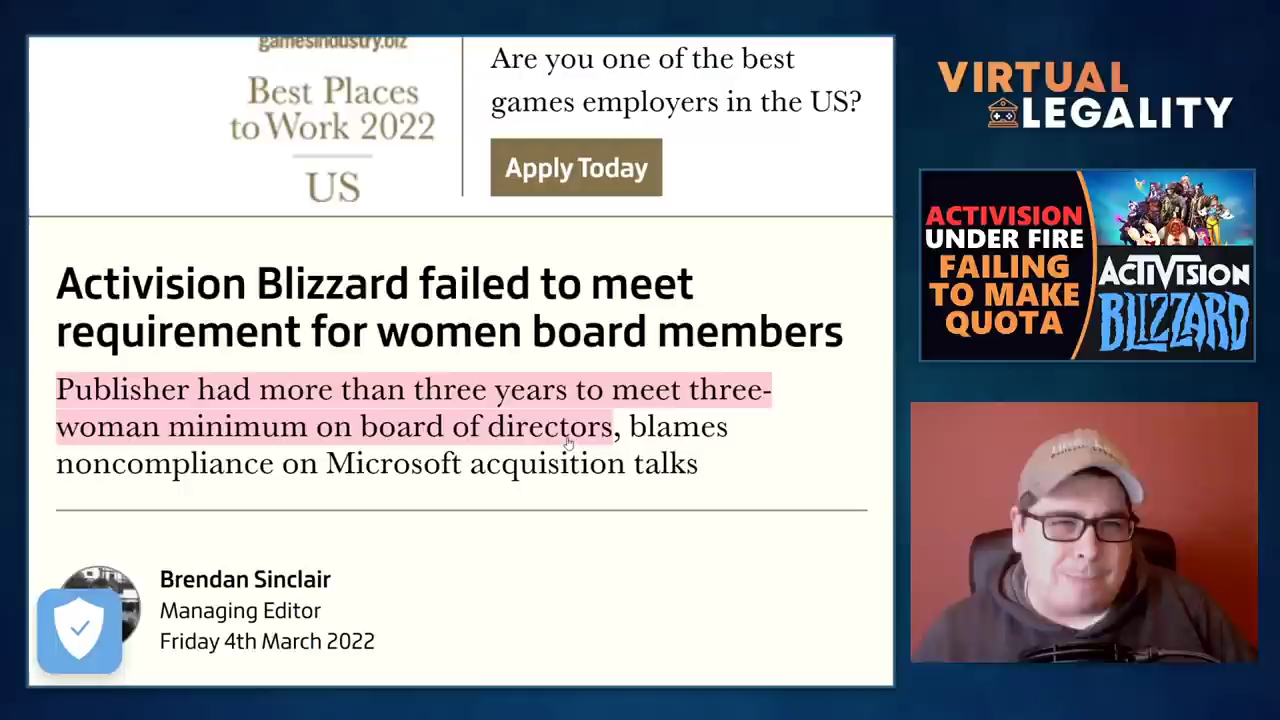 gamesindustry.biz
Best Places
to Work 2022
US
Are you one of the best
games employers in the US?
Apply Today
Activision Blizzard failed to meet
requirement for women board members
Publisher had more than three years to meet three-
woman minimum on board of directors, blames
noncompliance on Microsoft acquisition talks
Brendan Sinclair
Managing Editor
Friday 4th March 2022
VIRTUAL
LEGALITY
ACTIVISION
UNDER FIRE
FAILING
TO MAKE
QUOTA
ACTIVISION
BLIZZARD